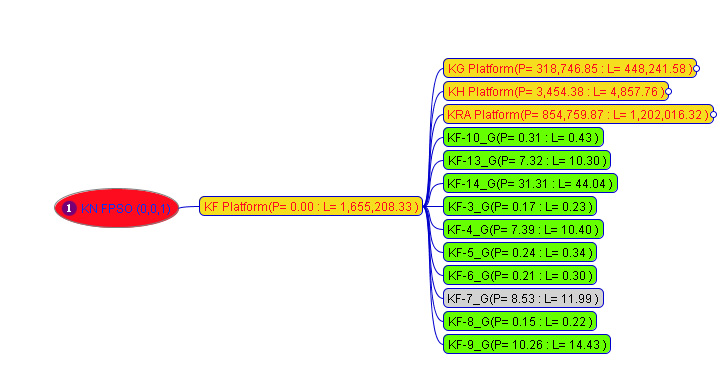 KG Platform(P= 318,746.85 : L= 448,241.58 )
KH Platform(P= 3,454.38 : L= 4,857.76 )
KRA Platform(P= 854,759.87 : L= 1,202,016.32 )
KF-10_G(P= 0.31 : L= 0.43 )
KF-13_G(P= 7.32 : L= 10.30 )
KF-14_G(P= 31.31 : L= 44.04 )
1 KN FPSO (0,0,1)
KF Platform(P= 0.00 : L= 1,655,208.33 )
KF-3_G(P= 0.17 : L= 0.23 )
KF-4_G(P= 7.39 : L= 10.40 )
KF-5_G(P= 0.24 : L= 0.34 )
KF-6_G(P= 0.21 : L= 0.30 )
KF-7_G(P= 8.53 : L= 11.99 )
KF-8_G(P= 0.15 : L= 0.22 )
KF-9_G(P= 10.26 : L= 14.43 )